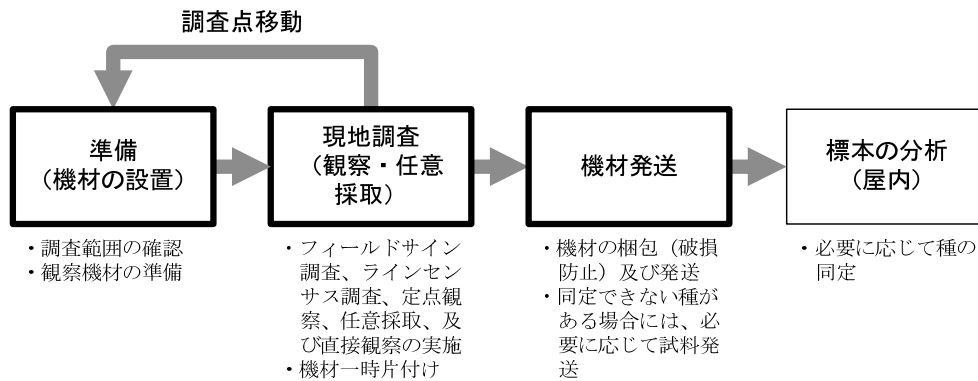 調査点移動
準備
（機材の設置）
現地調査
（観察・任意
採取）
機材発送
標本の分析
（屋内）
・調査範囲の確認
・観察機材の準備
・フィールドサイン
調査、ラインセン
サス調査、定点観
察、任意採取、及
び直接観察の実施
・機材一時片付け
・機材の梱包（破損
防止）及び発送
・同定できない種が
ある場合には、必
要に応じて試料発
送
・必要に応じて種の
同定